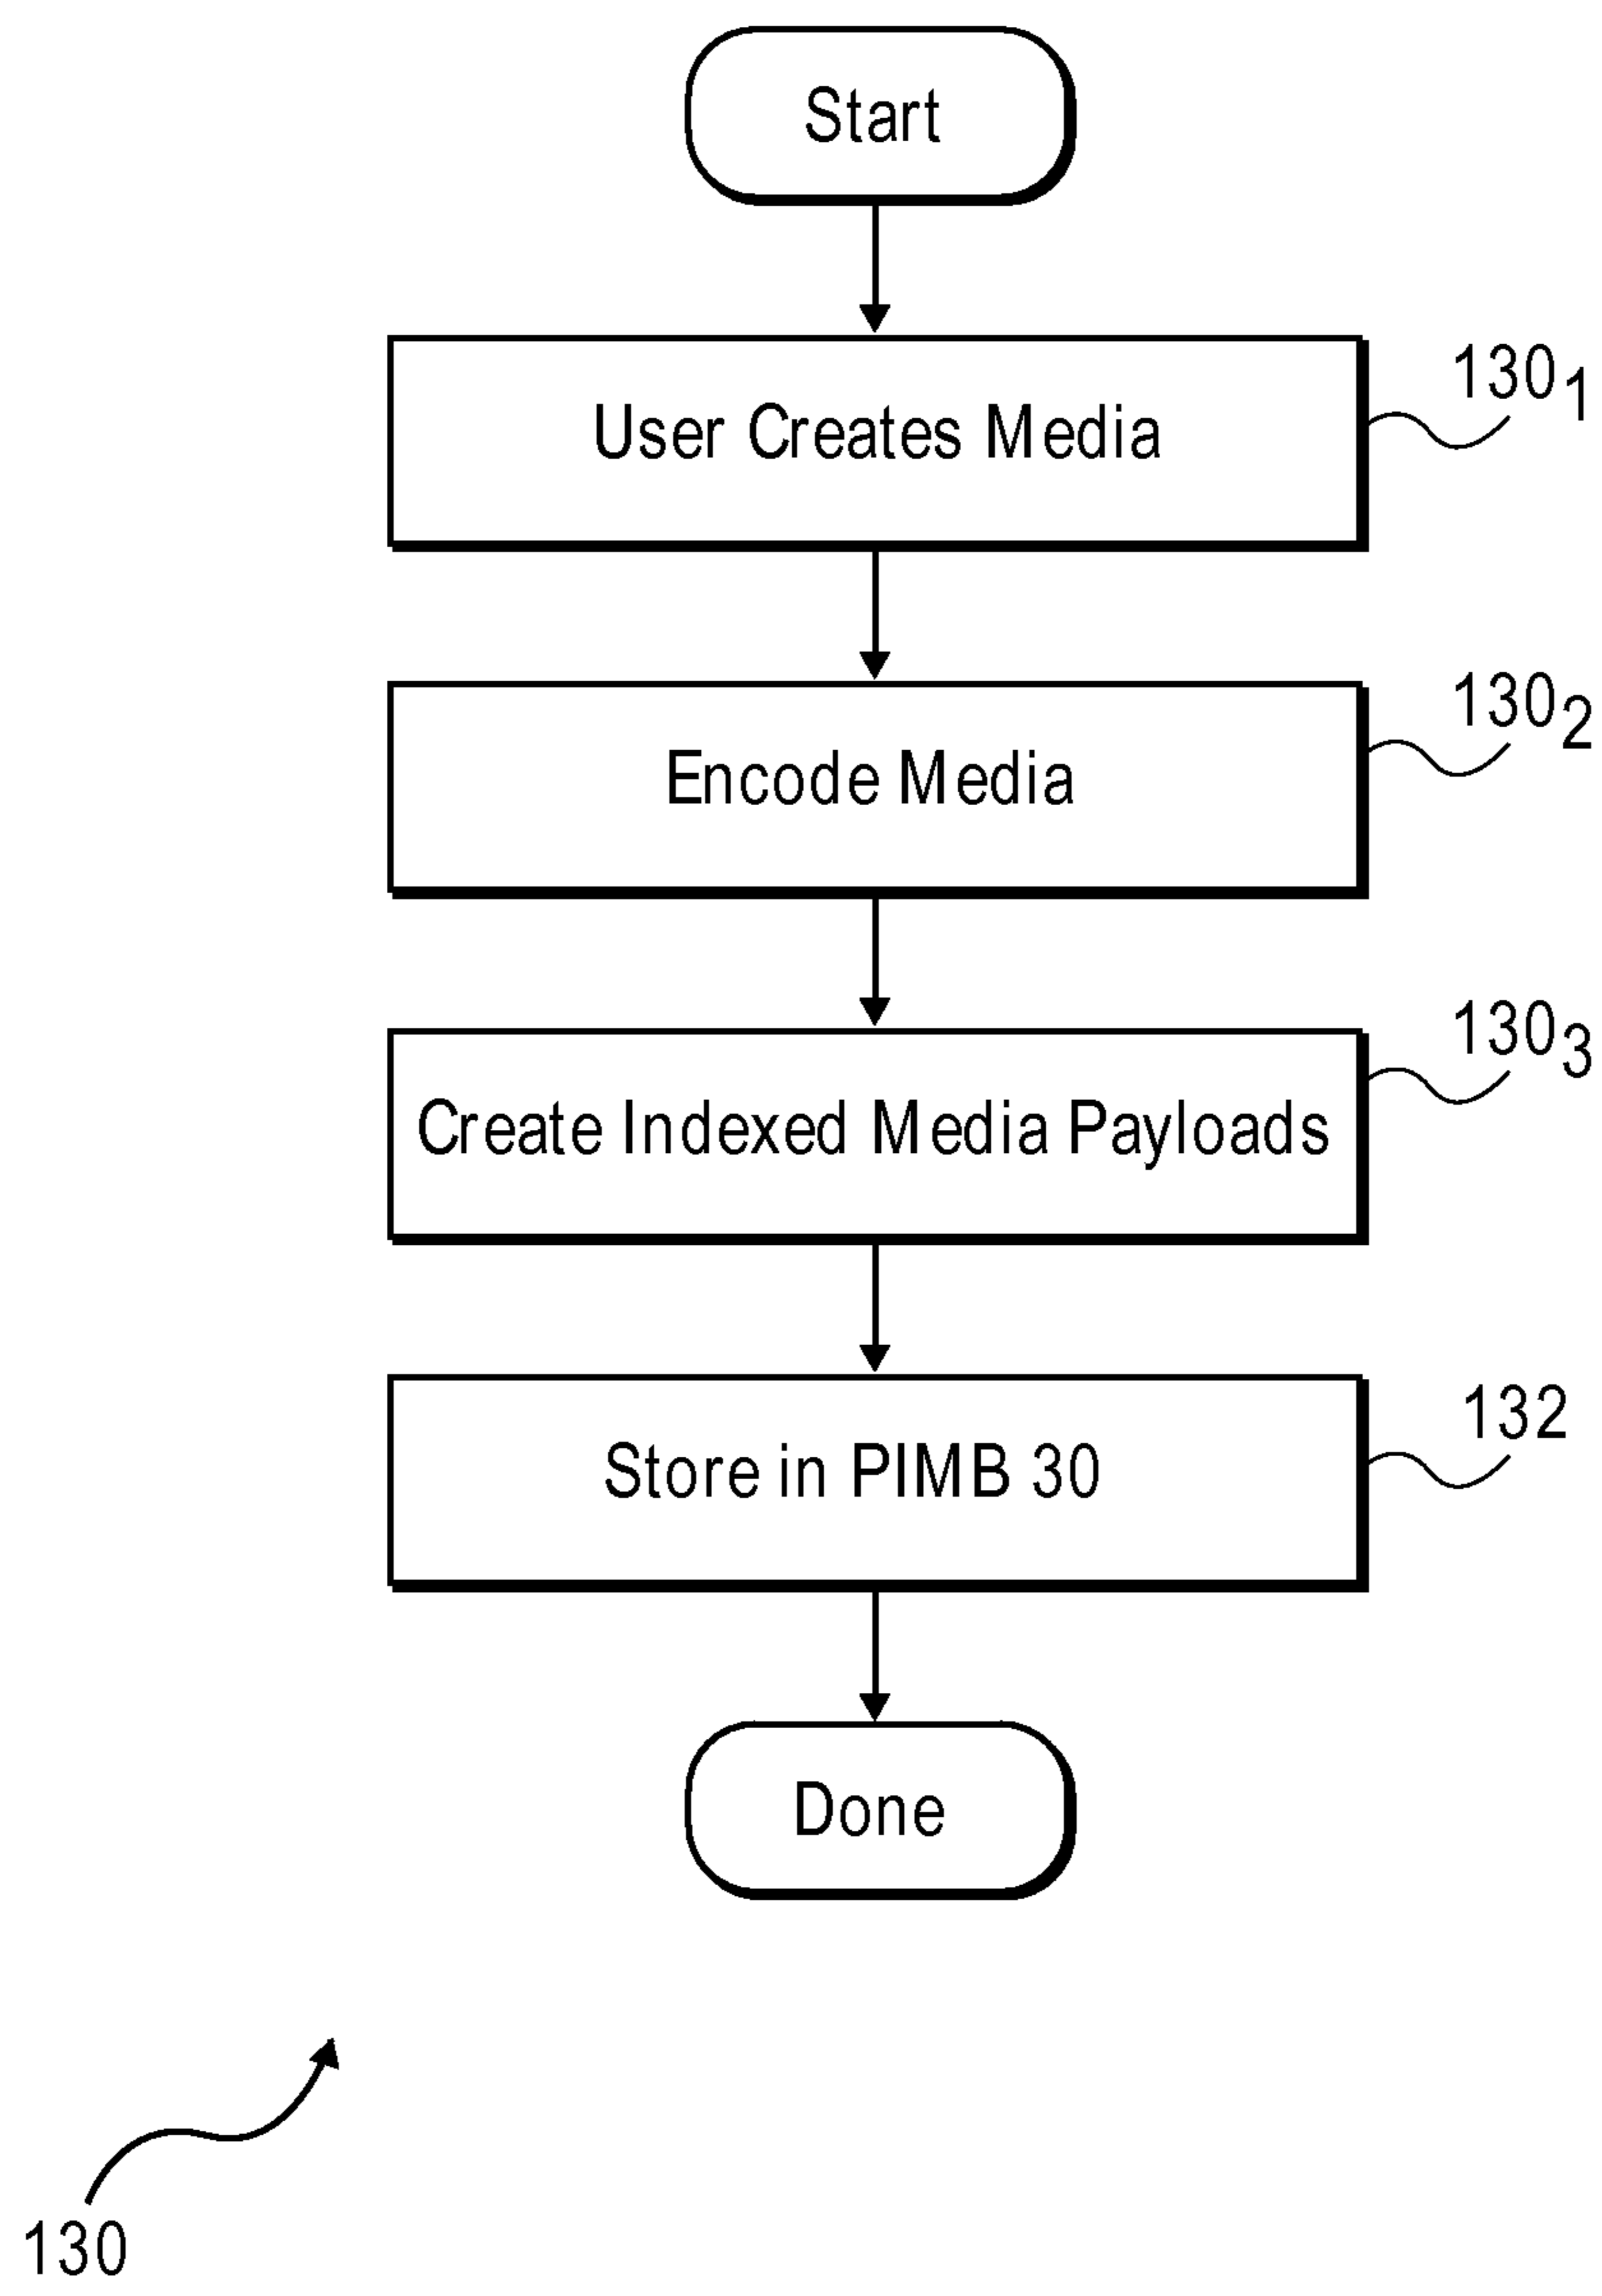 Start
User Creates Media
130₁
Encode Media
130₂
Create Indexed Media Payloads
130₃
Store in PIMB 30
132
Done
130